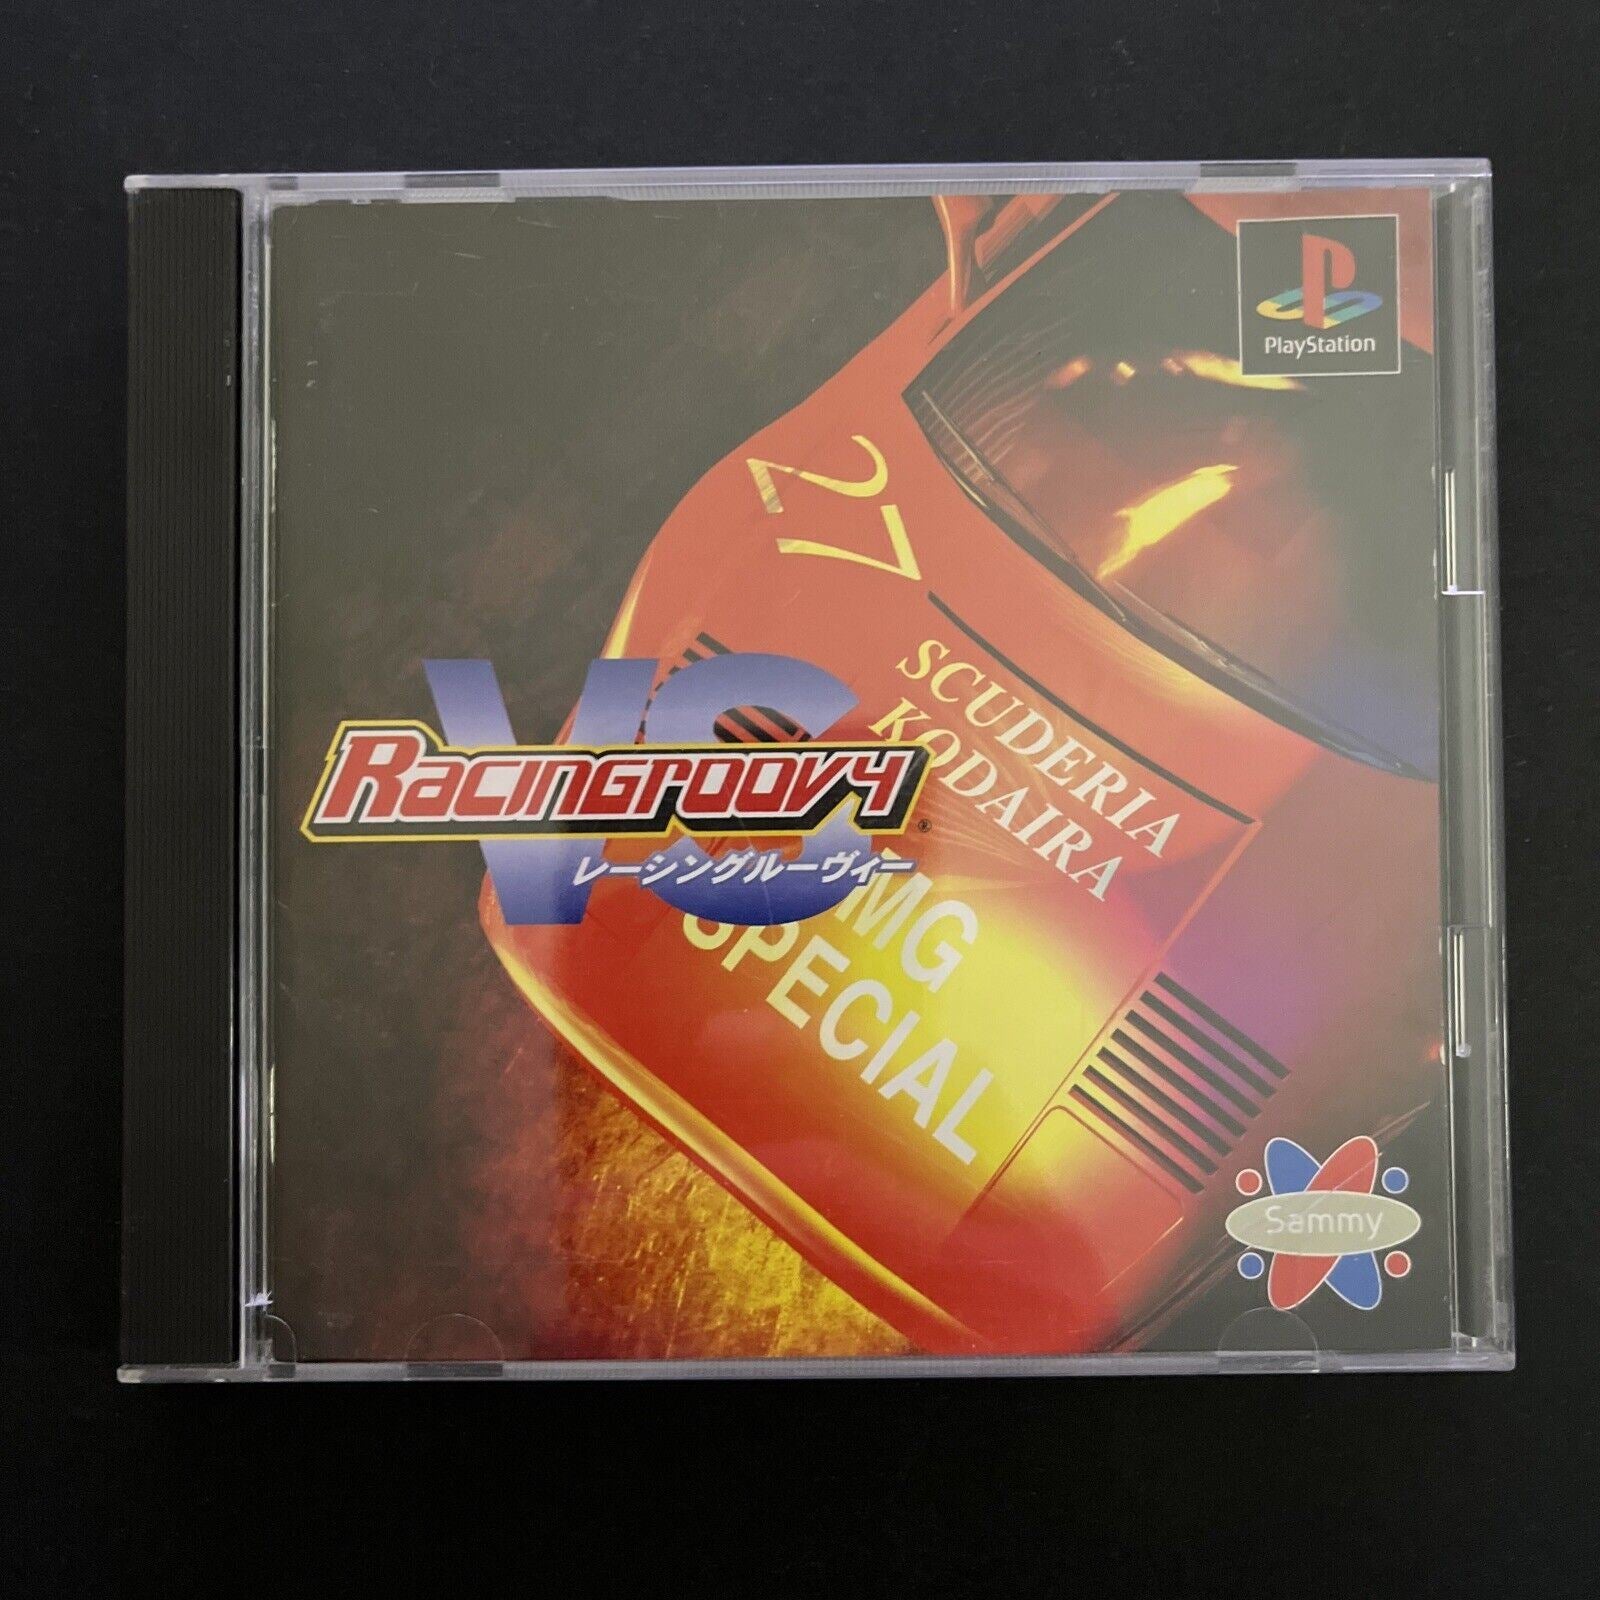 PlayStation
27
SCUDERIA
KODAIRA
VS
RacinGroovy
®
レーシングルーヴィー
MG
SPECIAL
Sammy